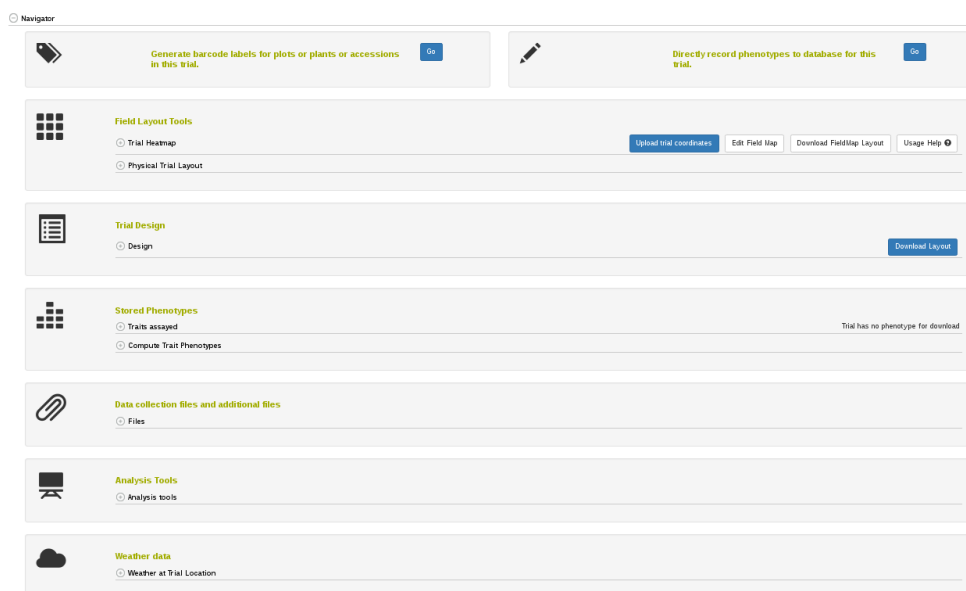 Navigator
Generate barcode labels for plots or plants or accessions
in this trial.
Go
Directly record phenotypes to database for this
trial.
Go
Field Layout Tools
Trial Heatmap
Upload trial coordinates
Edit Field Map
Download FieldMap Layout
Usage Help
Physical Trial Layout
Trial Design
Design
Download Layout
Stored Phenotypes
Traits assayed
Trial has no phenotype for download
Compute Trait Phenotypes
Data collection files and additional files
Files
Analysis Tools
Analysis tools
Weather data
Weather at Trial Location